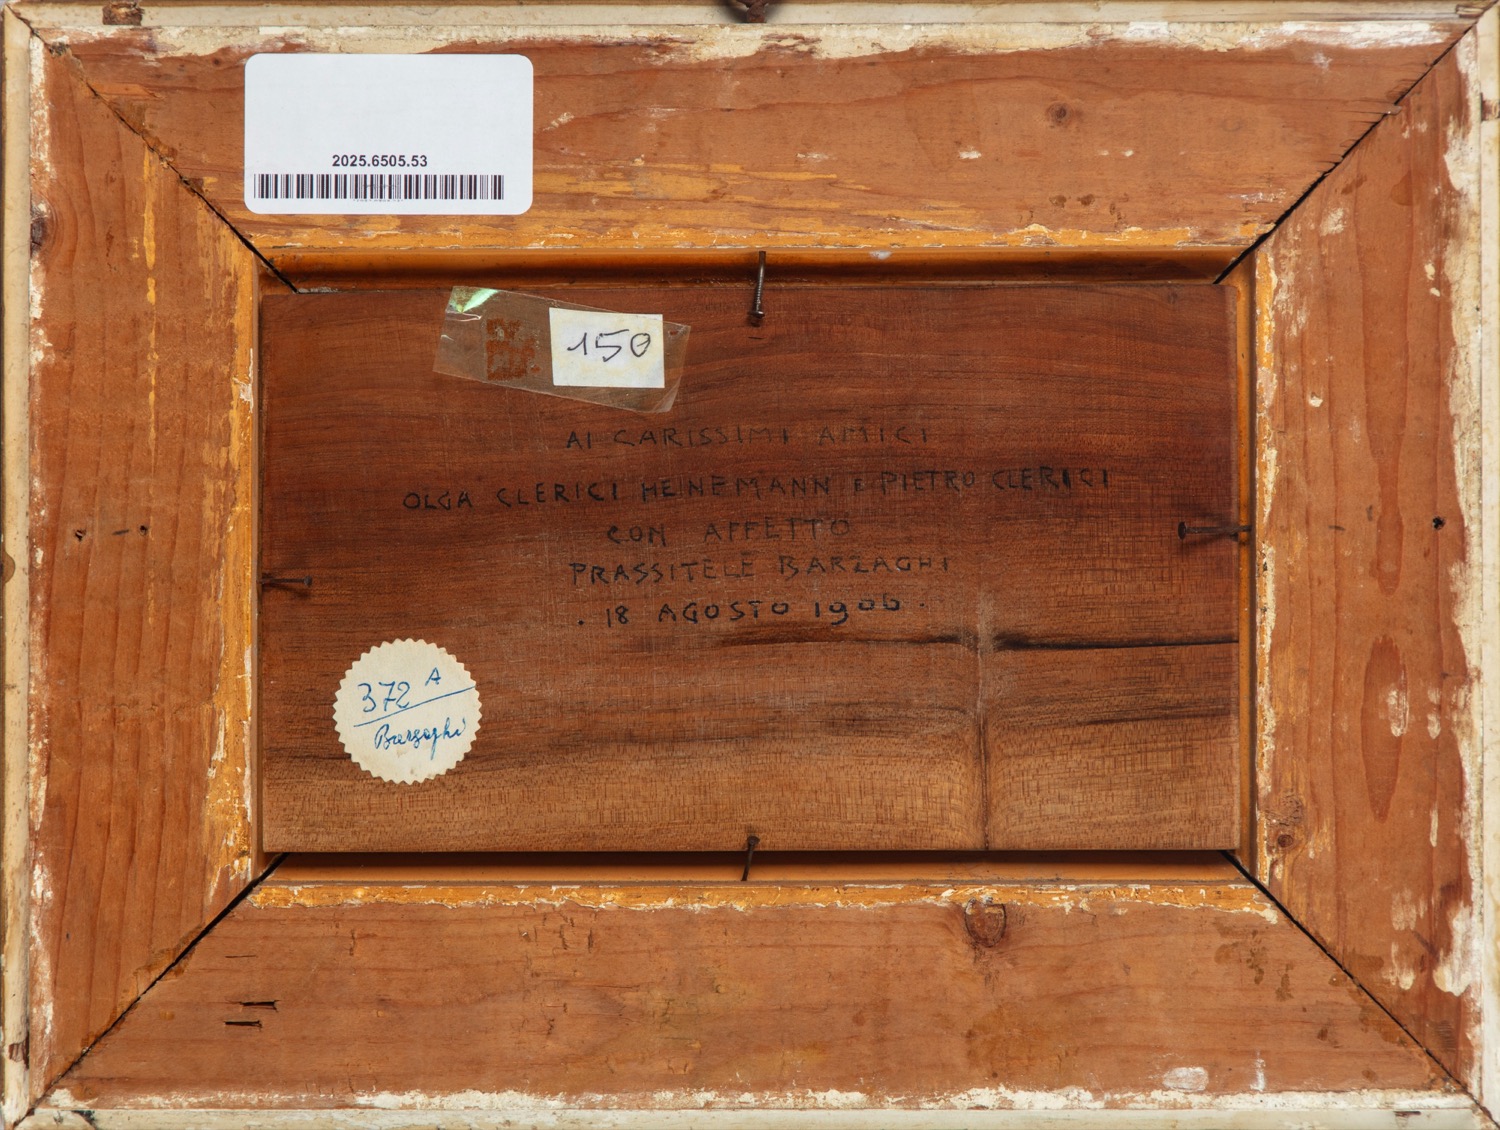 2025.6505.53
150
AI CARISSIMI AMICI
OLGA CLERICI HEINEMANN E PIETRO CLERICI
CON AFFETTO
PRASSITELE BARZAGHI
. 18 AGOSTO 1906 .
372 A
Barzaghi